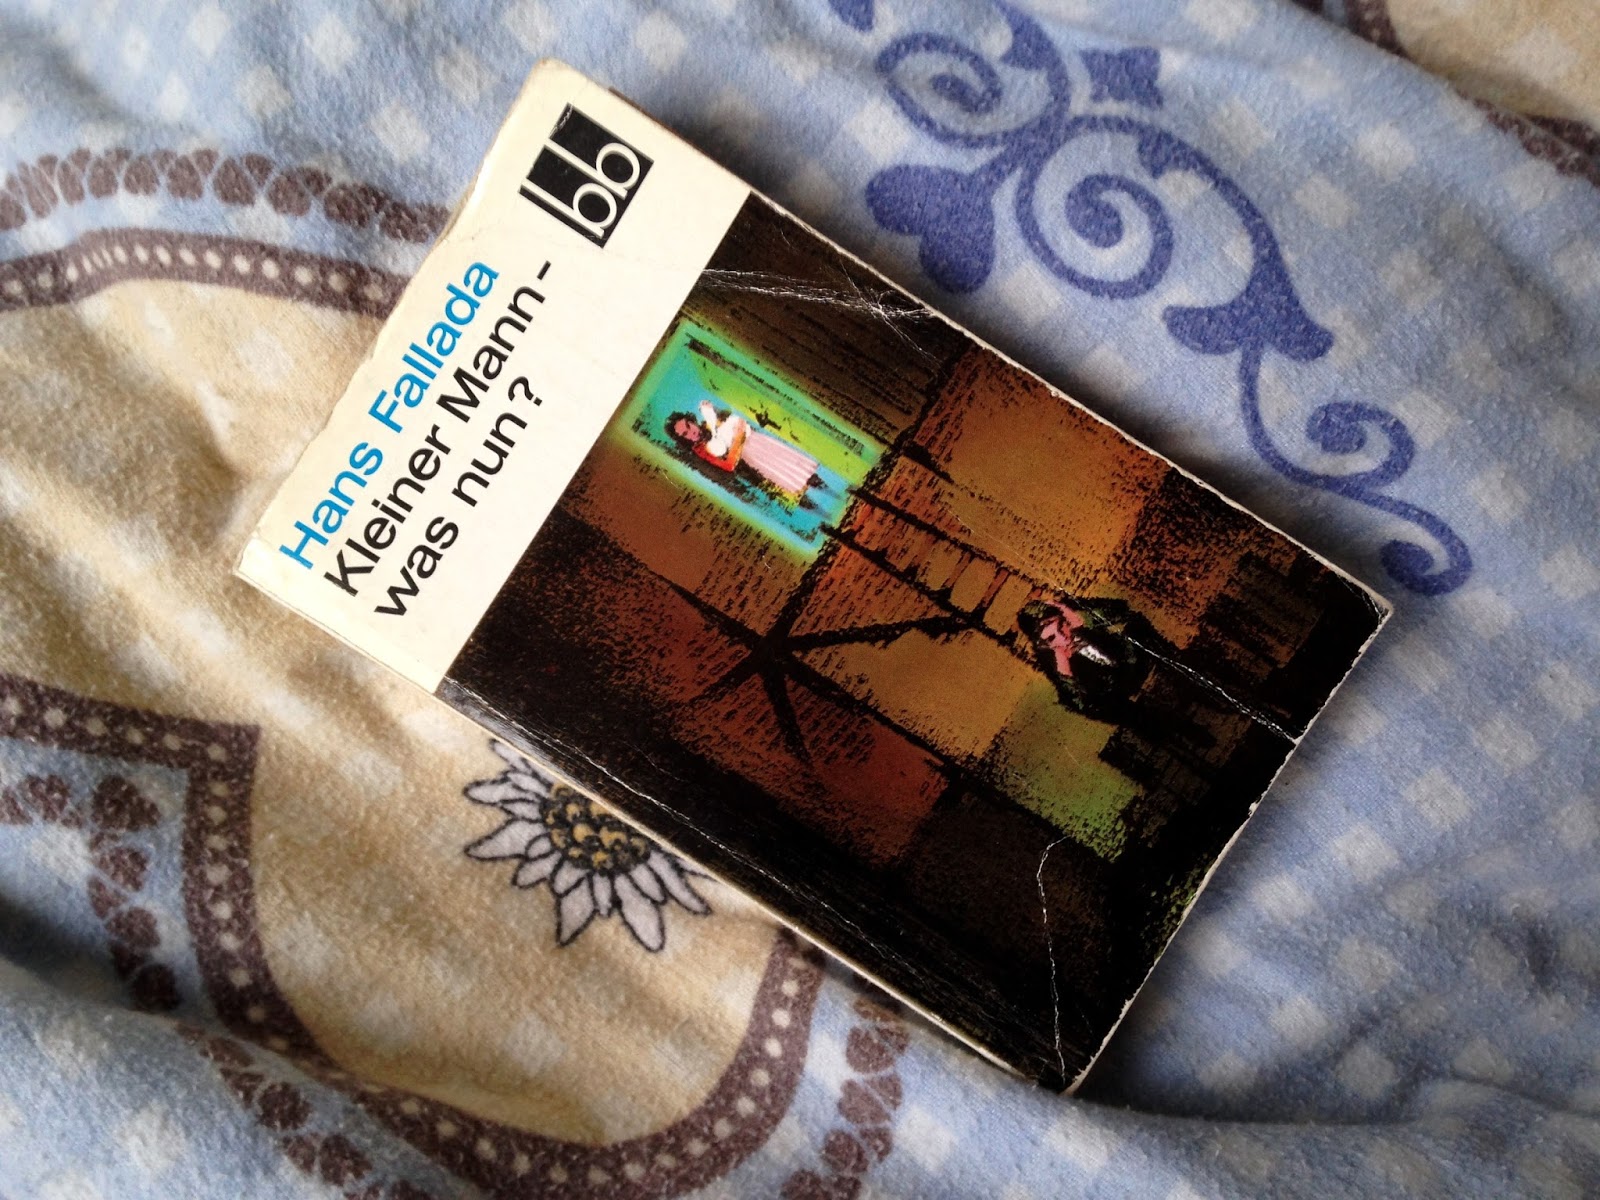 bb
Hans Fallada
Kleiner Mann-
was nun?